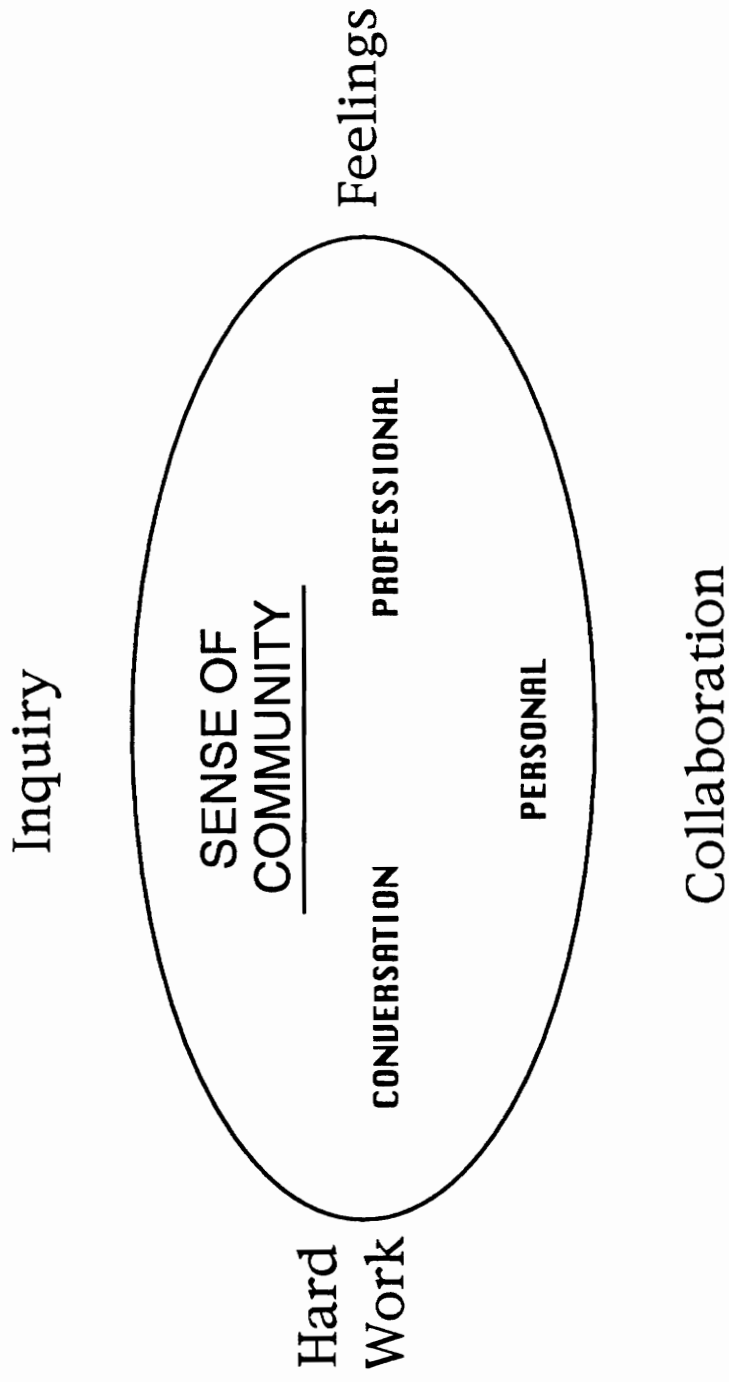 Inquiry
SENSE OF
COMMUNITY
Hard
Work
CONVERSATION
PROFESSIONAL
Feelings
PERSONAL
Collaboration